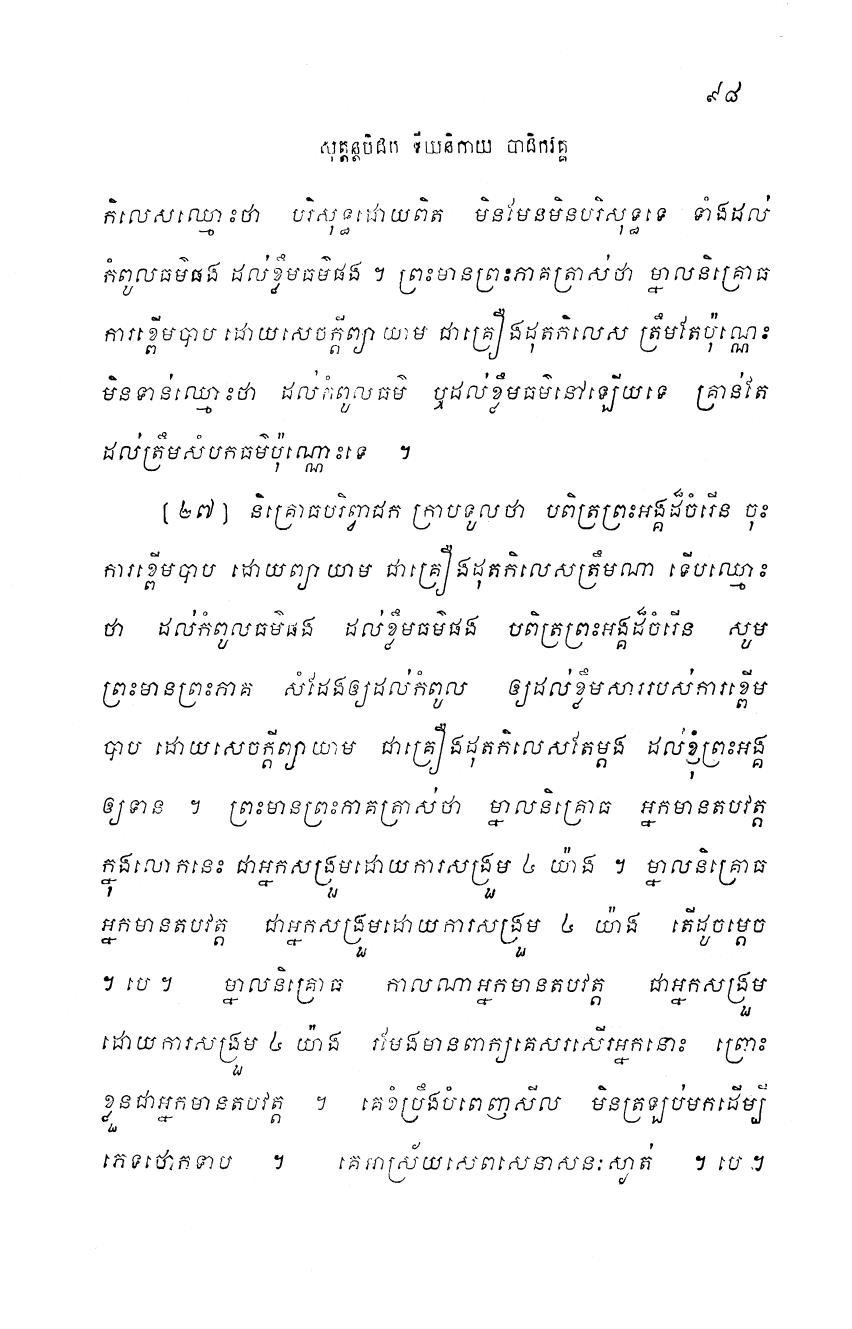 ៩៨
សុត្តន្តបិដក ទីឃនិកាយ បាដិកវគ្គ
កិលេសឈ្មោះថា បរិសុទ្ធដោយពិត មិនមែនមិនបរិសុទ្ធទេ ទាំងដល់
កំពូលធម៌ផង ដល់ខ្លឹមធម៌ផង ។ ព្រះមានព្រះភាគត្រាស់ថា ម្នាលនិគ្រោធ
ការខ្ពើមបាប ដោយសេចក្តីព្យាយាម ជាគ្រឿងដុតកិលេស ត្រឹមតែប៉ុណ្ណេះ
មិនទាន់ឈ្មោះថា ដល់កំពូលធម៌ ឬដល់ខ្លឹមធម៌នៅឡើយទេ គ្រាន់តែ
ដល់ត្រឹមសំបកធម៌ប៉ុណ្ណោះទេ ។
[២៧] និគ្រោធបរិព្វាជក ក្រាបទូលថា បពិត្រព្រះអង្គដ៏ចំរើន ចុះ
ការខ្ពើមបាប ដោយព្យាយាម ជាគ្រឿងដុតកិលេសត្រឹមណា ទើបឈ្មោះ
ថា ដល់កំពូលធម៌ផង ដល់ខ្លឹមធម៌ផង បពិត្រព្រះអង្គដ៏ចំរើន សូម
ព្រះមានព្រះភាគ សំដែងឲ្យដល់កំពូល ឲ្យដល់ខ្លឹមសាររបស់ការខ្ពើម
បាប ដោយសេចក្តីព្យាយាម ជាគ្រឿងដុតកិលេសតែម្តង ដល់ខ្ញុំព្រះអង្គ
ឲ្យទាន ។ ព្រះមានព្រះភាគត្រាស់ថា ម្នាលនិគ្រោធ អ្នកមានតបវត្ត
ក្នុងលោកនេះ ជាអ្នកសង្រួមដោយការសង្រួម ៤ យ៉ាង ។ ម្នាលនិគ្រោធ
អ្នកមានតបវត្ត ជាអ្នកសង្រួមដោយការសង្រួម ៤ យ៉ាង តើដូចម្តេច
។ បេ ។ ម្នាលនិគ្រោធ កាលណាអ្នកមានតបវត្ត ជាអ្នកសង្រួម
ដោយការសង្រួម ៤ យ៉ាង រមែងមានពាក្យគេសរសើរអ្នកនោះ ព្រោះ
ខ្លួនជាអ្នកមានតបវត្ត ។ គេខំប្រឹងបំពេញសីល មិនត្រឡប់មកដើម្បី
ភេទថោកទាប ។ គេអាស្រ័យសេពសេនាសនៈស្ងាត់ ។ បេ ។